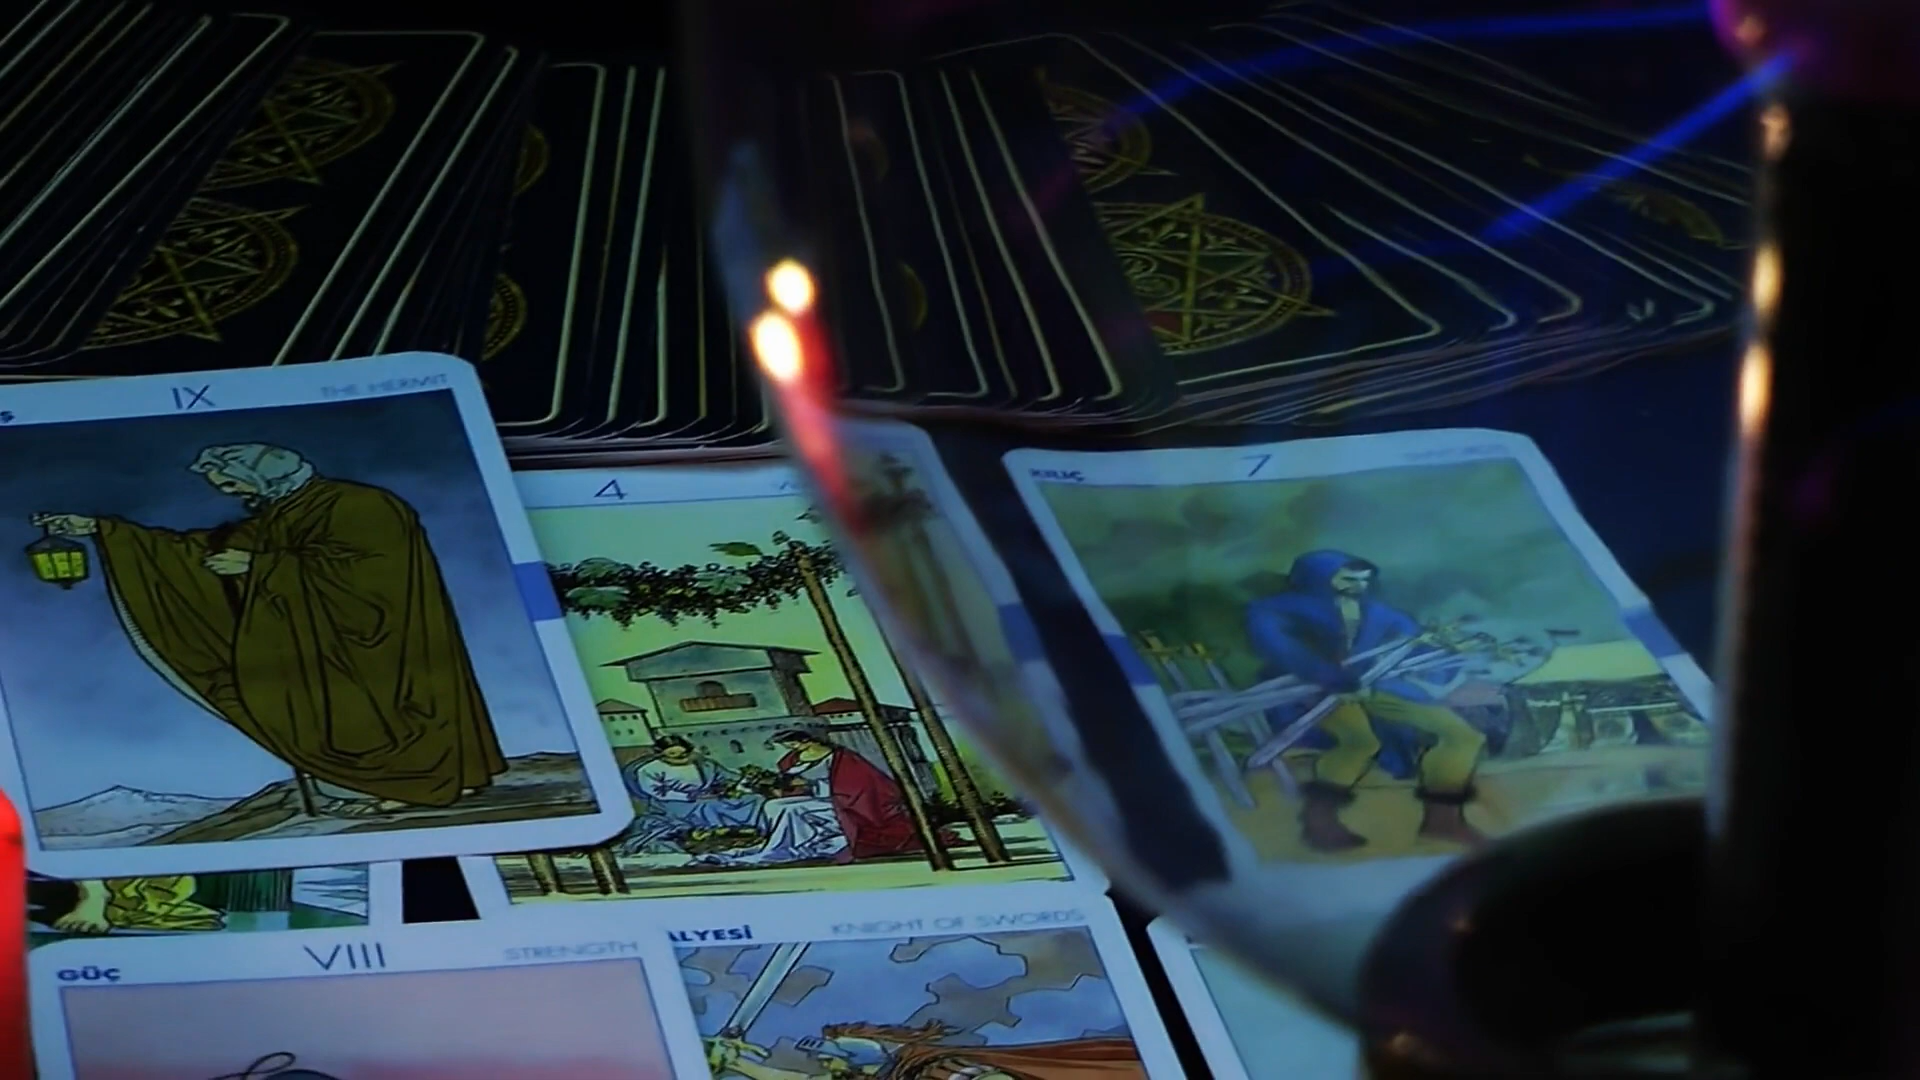 IX THE HERMIT
4
KILIÇ 7
GÜÇ VIII STRENGTH
ALYESİ KNIGHT OF SWORDS